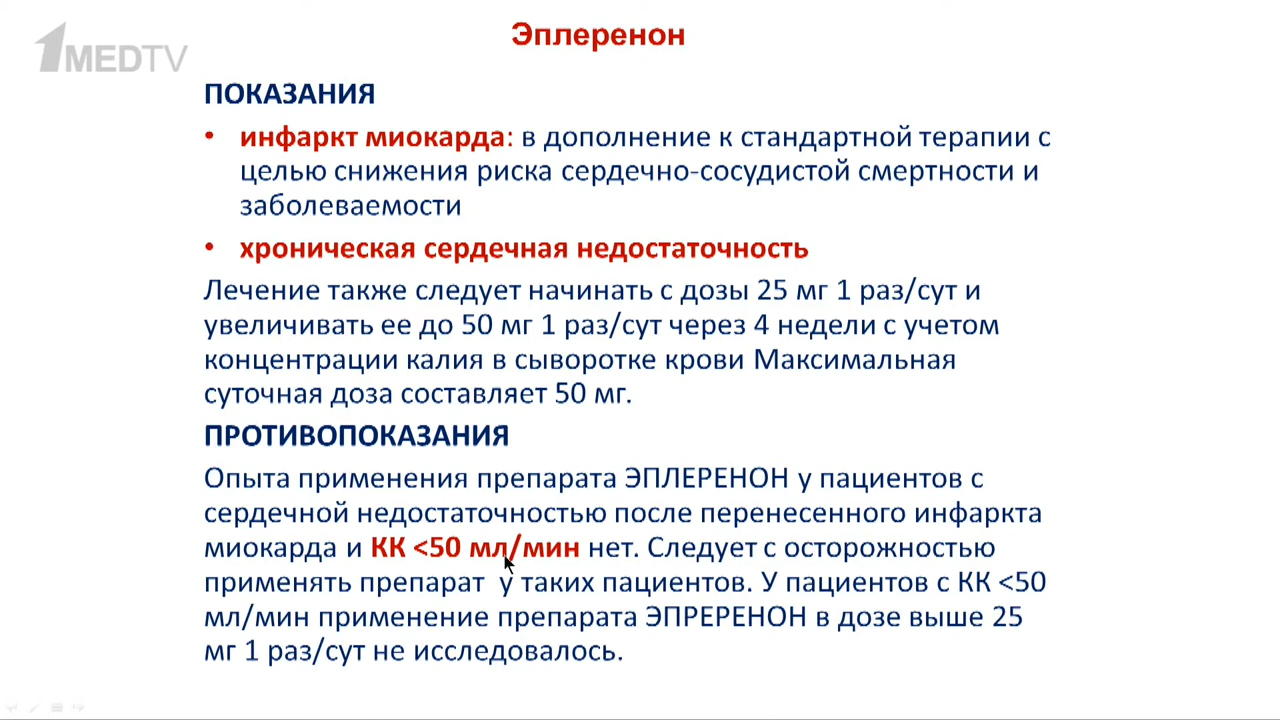 Эплеренон
1MEDTV
ПОКАЗАНИЯ
• инфаркт миокарда: в дополнение к стандартной терапии с
целью снижения риска сердечно-сосудистой смертности и
заболеваемости
• хроническая сердечная недостаточность
Лечение также следует начинать с дозы 25 мг 1 раз/сут и
увеличивать ее до 50 мг 1 раз/сут через 4 недели с учетом
концентрации калия в сыворотке крови Максимальная
суточная доза составляет 50 мг.
ПРОТИВОПОКАЗАНИЯ
Опыта применения препарата ЭПЛЕРЕНОН у пациентов с
сердечной недостаточностью после перенесенного инфаркта
миокарда и КК <50 мл/мин нет. Следует с осторожностью
применять препарат у таких пациентов. У пациентов с КК <50
мл/мин применение препарата ЭПРЕРЕНОН в дозе выше 25
мг 1 раз/сут не исследовалось.